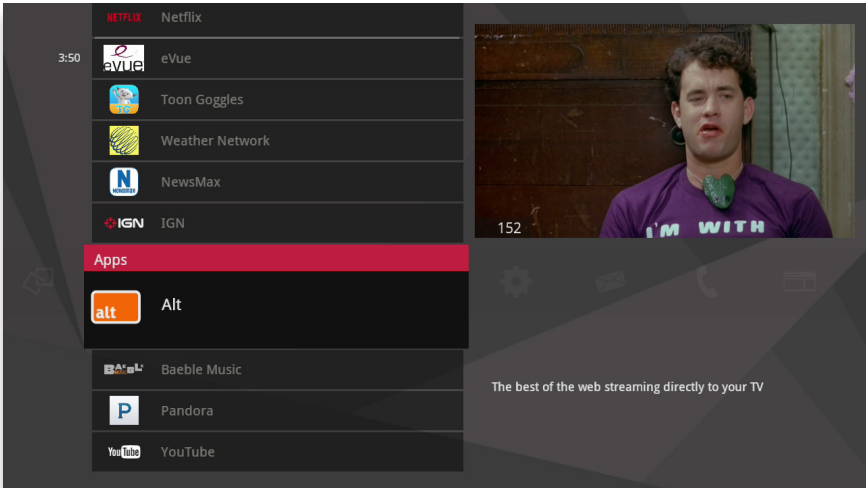 NETFLIX Netflix
3:50
eVUE eVue
TG Toon Goggles
Weather Network
N NEWSMAX NewsMax
IGN IGN
Apps
alt Alt
Baeble Music
P Pandora
YouTube YouTube
152
I'M WITH
The best of the web streaming directly to your TV